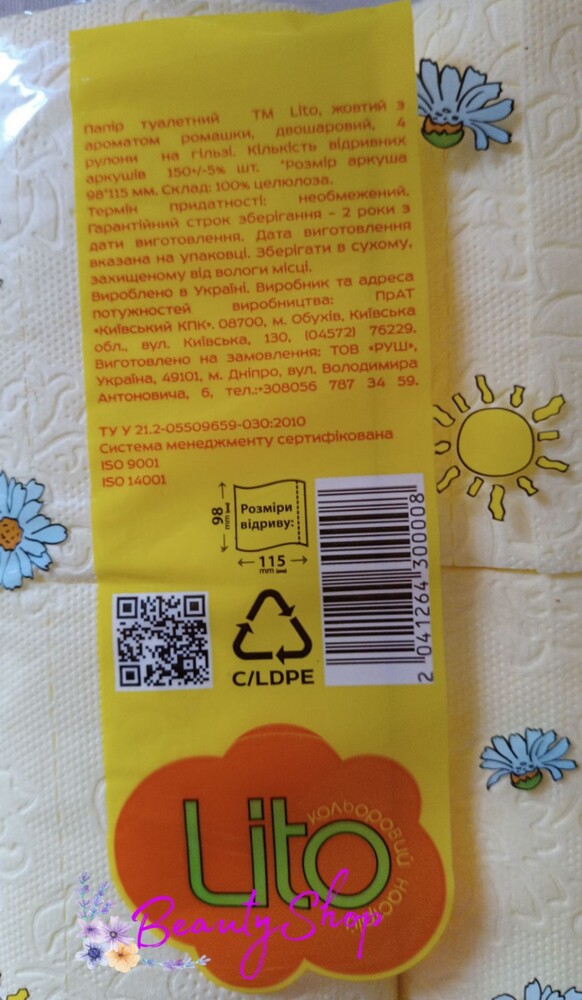 Папір туалетний ТМ Lito, жовтий з
ароматом ромашки, двошаровий, 4
рулони на гільзі. Кількість відривних
аркушів 150+/-5% шт. *Розмір аркуша
98*115 мм. Склад: 100% целюлоза.
Термін придатності: необмежений.
Гарантійний строк зберігання - 2 роки з
дати виготовлення. Дата виготовлення
вказана на упаковці. Зберігати в сухому,
захищеному від вологи місці.
Вироблено в Україні. Виробник та адреса
потужностей виробництва: ПрАТ
«Київський КПК». 08700, м. Обухів, Київська
обл., вул. Київська, 130, (04572) 76229.
Виготовлено на замовлення: ТОВ «РУШ»,
Україна, 49101, м. Дніпро, вул. Володимира
Антоновича, 6, тел.:+38056 787 34 59.
ТУ У 21.2-05509659-030:2010
Система менеджменту сертифікована
ISO 9001
ISO 14001
98 mm (мм)
Розміри
відриву:
115
mm (мм)
2 041264 300008
C/LDPE
Lito
кольоровий
BeautyShop